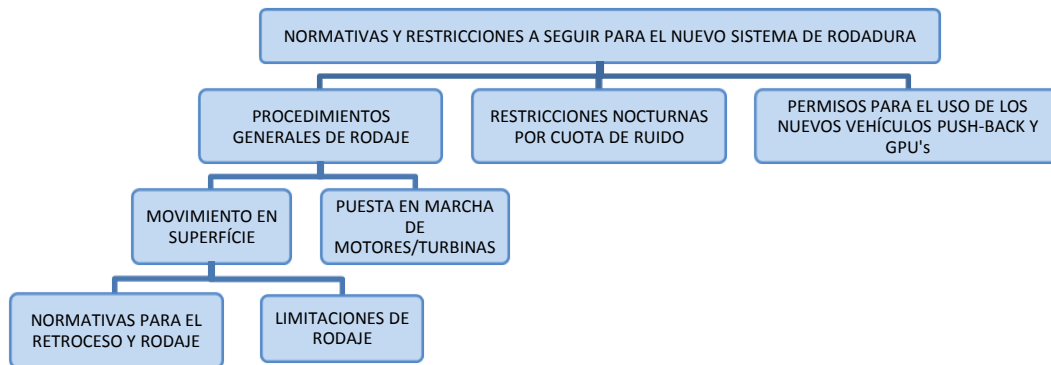 NORMATIVAS Y RESTRICCIONES A SEGUIR PARA EL NUEVO SISTEMA DE RODADURA
PROCEDIMIENTOS
GENERALES DE RODAJE
RESTRICCIONES NOCTURNAS
POR CUOTA DE RUIDO
PERMISOS PARA EL USO DE LOS
NUEVOS VEHÍCULOS PUSH-BACK Y
GPU's
MOVIMIENTO EN
SUPERFÍCIE
PUESTA EN MARCHA
DE
MOTORES/TURBINAS
NORMATIVAS PARA EL
RETROCESO Y RODAJE
LIMITACIONES DE
RODAJE